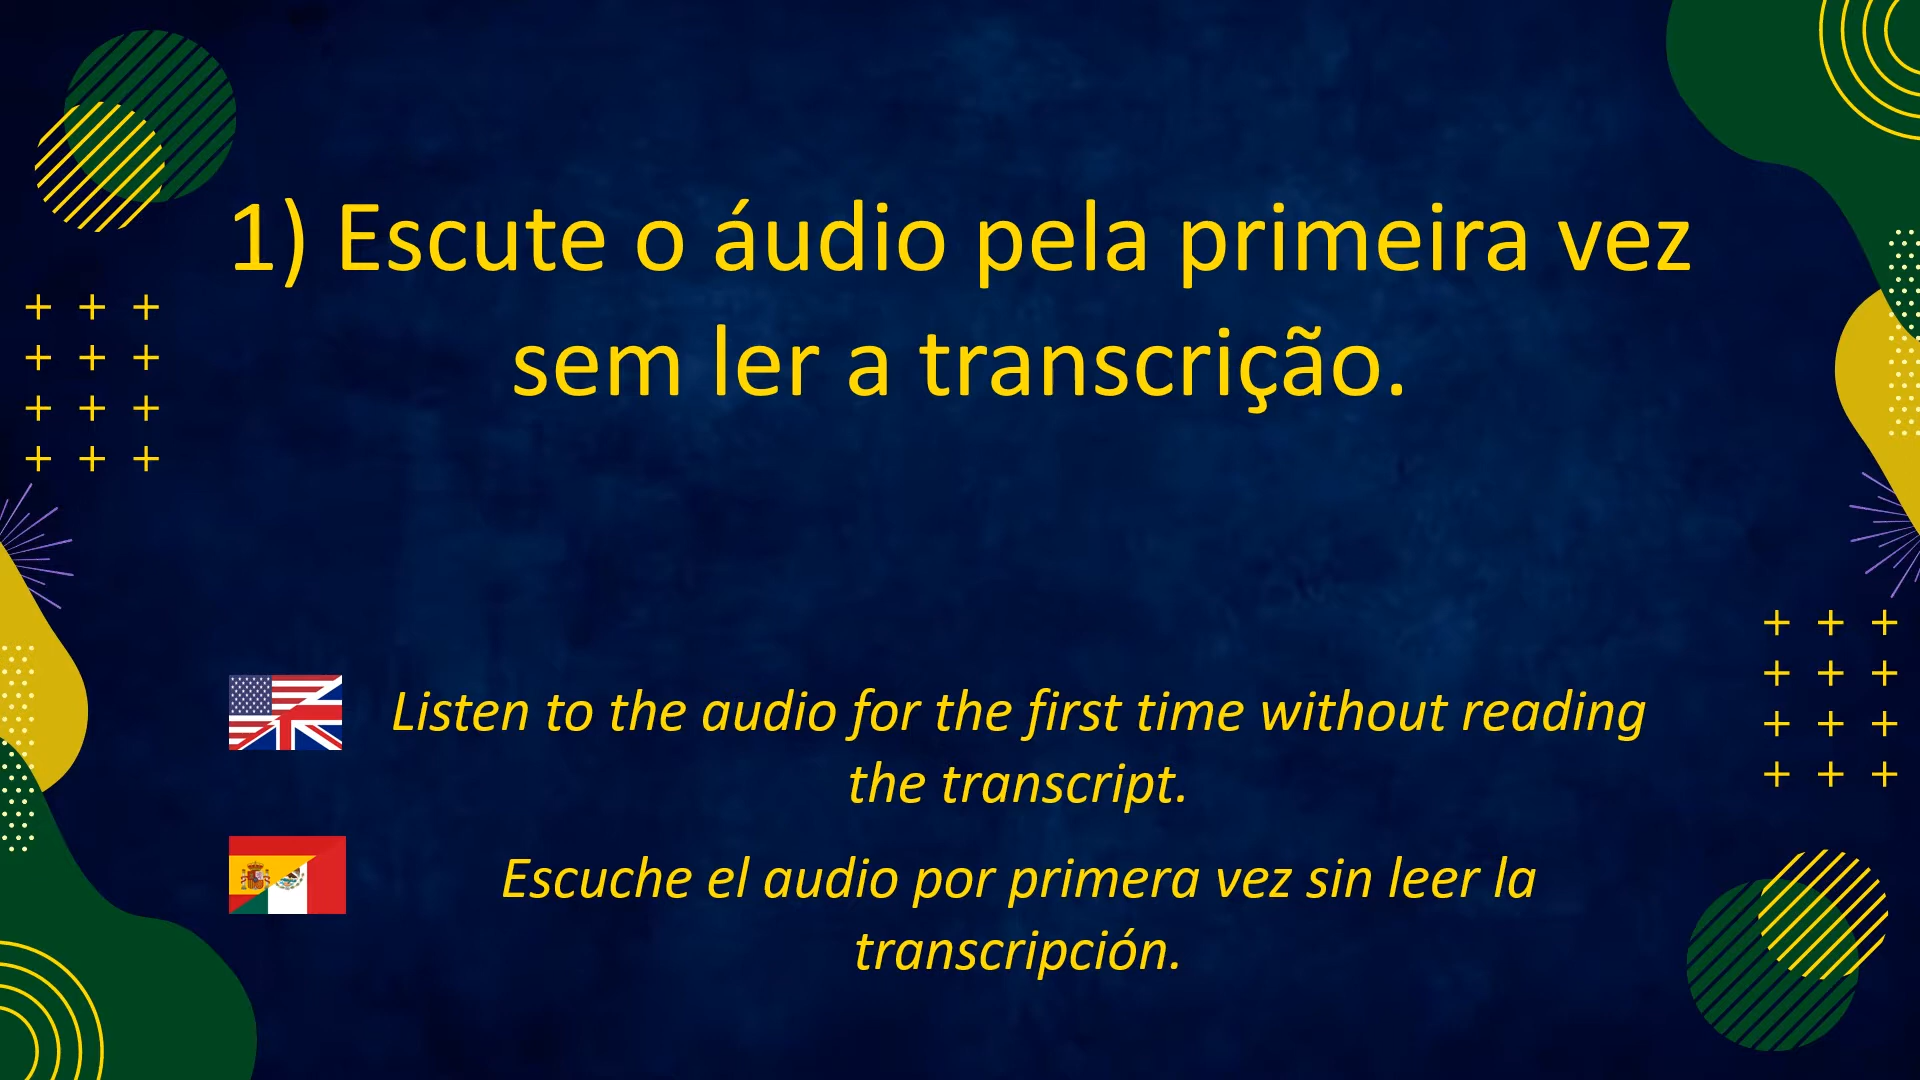 1) Escute o áudio pela primeira vez
sem ler a transcrição.
Listen to the audio for the first time without reading
the transcript.
Escuche el audio por primera vez sin leer la
transcripción.